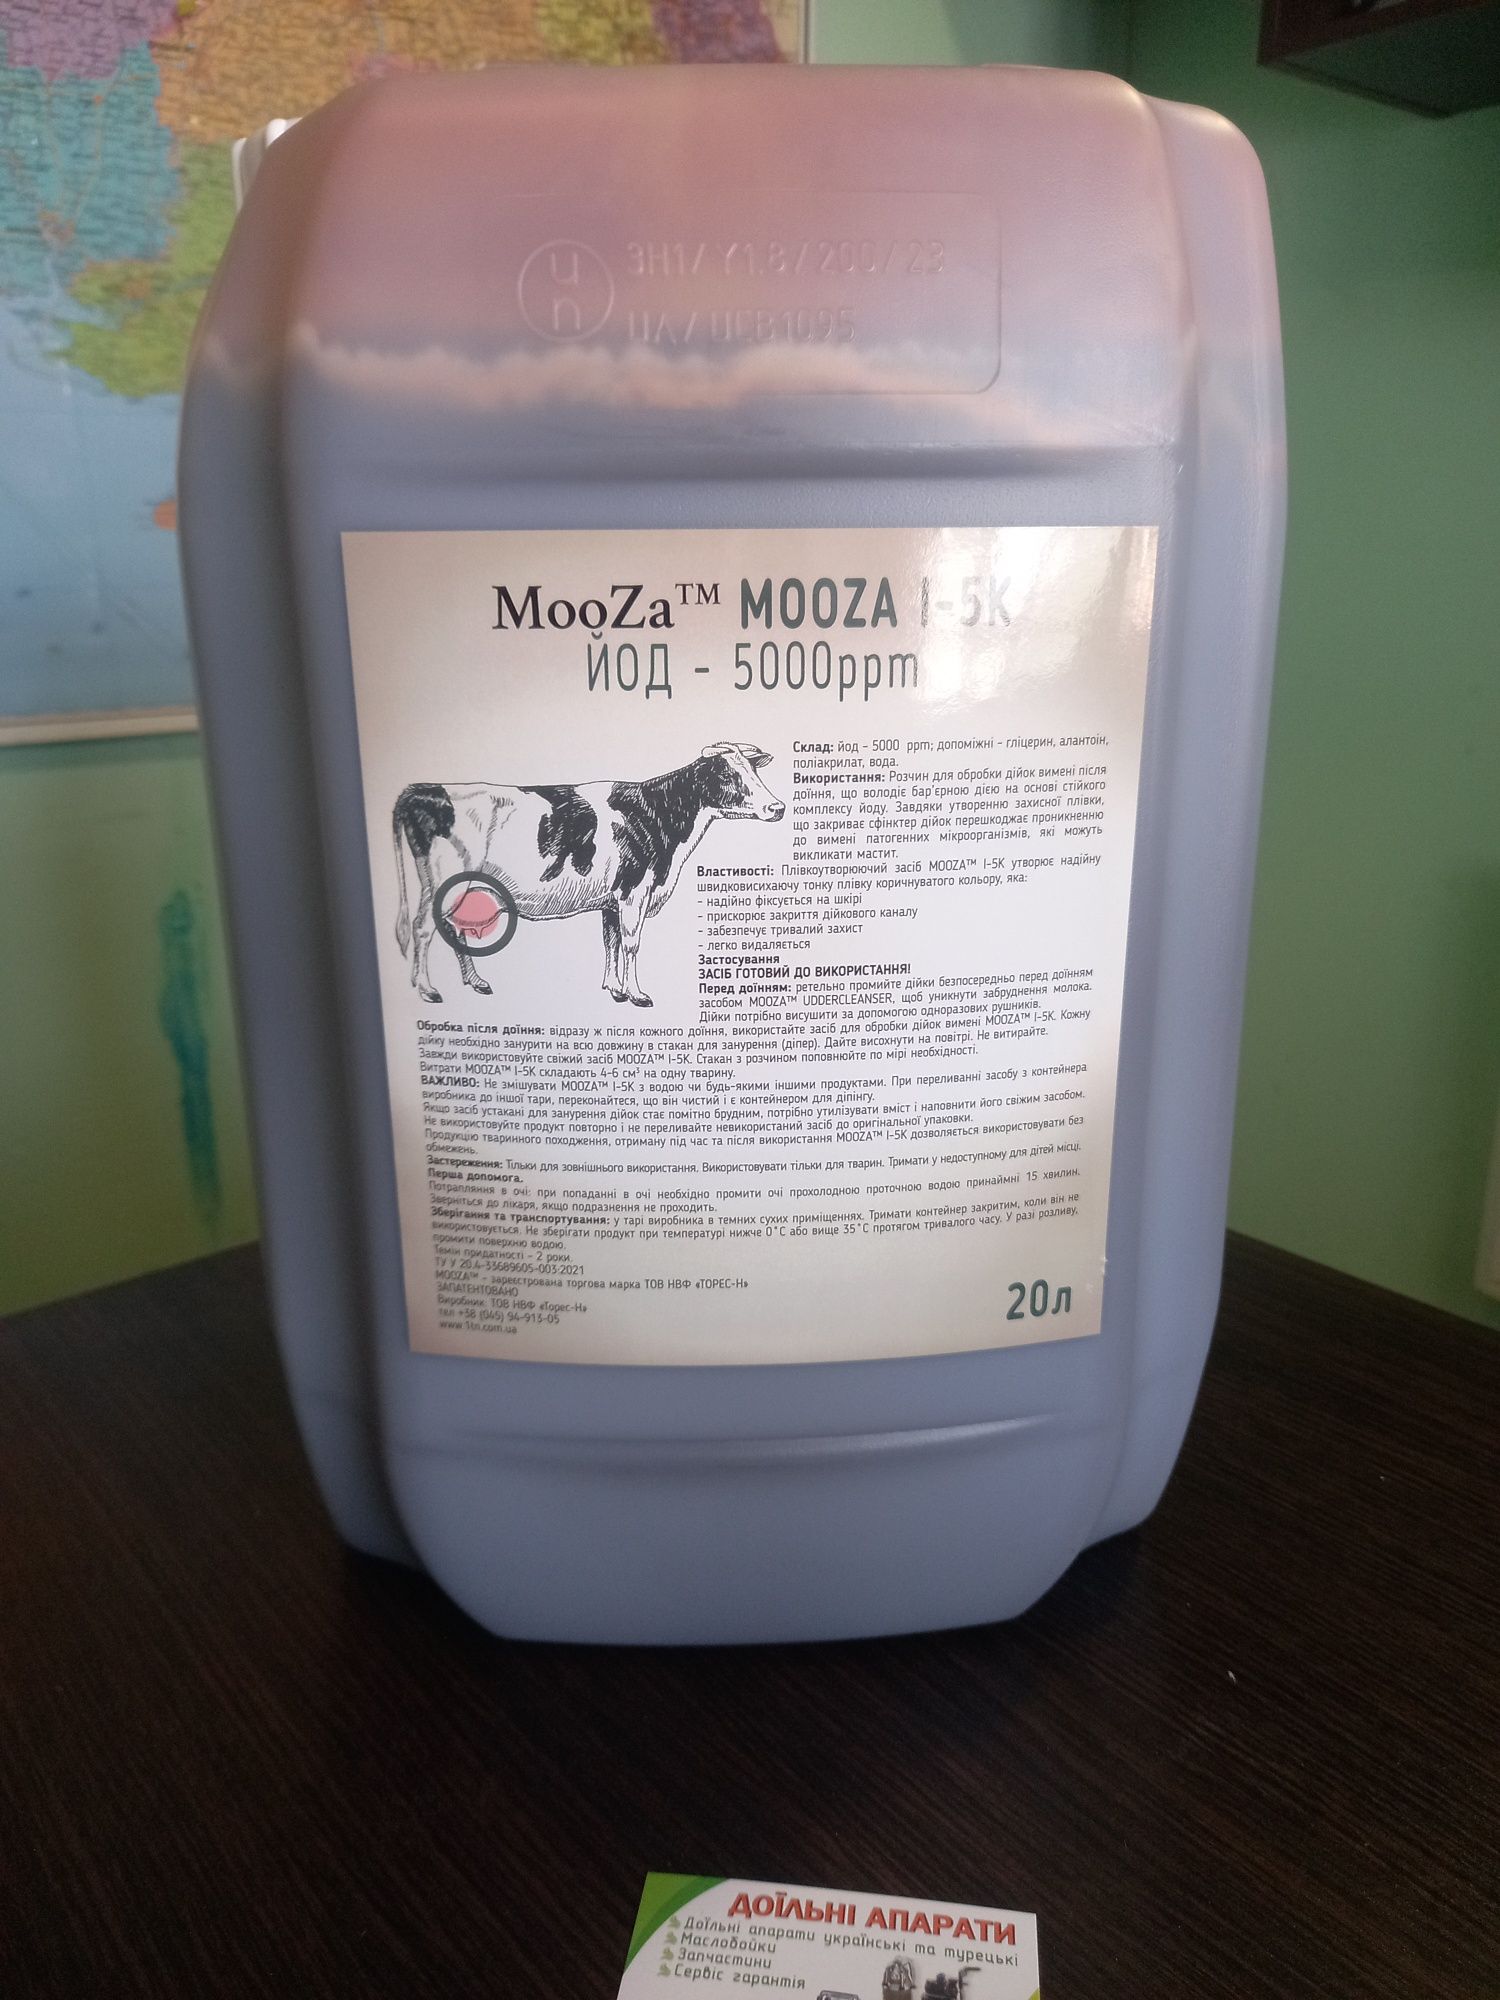 3H1/Y1.8/200/23
UA/ПСВ1095
MooZa™ MOOZA I-5K
ЙОД - 5000ppm
Склад: йод - 5000 ppm; допоміжні - гліцерин, алантоін,
поліакрилат, вода.
Використання: Розчин для обробки дійок вимені після
доїння, що володіє бар'єрною дією на основі стійкого
комплексу йоду. Завдяки утворенню захисної плівки,
що закриває сфінктер дійок перешкоджає проникненню
до вимені патогенних мікроорганізмів, які можуть
викликати мастит.
Властивості: Плівкоутворюючий засіб MOOZA™ I-5K утворює надійну
швидковисихаючу тонку плівку коричнуватого кольору, яка:
- надійно фіксується на шкірі
- прискорює закриття дійкового каналу
- забезпечує тривалий захист
- легко видаляється
Застосування
ЗАСІБ ГОТОВИЙ ДО ВИКОРИСТАННЯ!
Перед доїнням: ретельно промийте дійки безпосередньо перед доїнням
засобом MOOZA™ UDDERCLEANSER, щоб уникнути забруднення молока.
Дійки потрібно висушити за допомогою одноразових рушників.
Обробка після доїння: відразу ж після кожного доїння, використайте засіб для обробки дійок вимені MOOZA™ I-5K. Кожну
дійку необхідно занурити на всю довжину в стакан для занурення (діпер). Дайте висохнути на повітрі. Не витирайте.
Завжди використовуйте свіжий засіб MOOZA™ I-5K. Стакан з розчином поповнюйте по мірі необхідності.
Витрати MOOZA™ I-5K складають 4-6 см³ на одну тварину.
ВАЖЛИВО: Не змішувати MOOZA™ I-5K з водою чи будь-якими іншими продуктами. При переливанні засобу з контейнера
виробника до іншої тари, переконайтеся, що він чистий і є контейнером для діпінгу.
Якщо засіб устакані для занурення дійок стає помітно брудним, потрібно утилізувати вміст і наповнити його свіжим засобом.
Не використовуйте продукт повторно і не переливайте невикористаний засіб до оригінальної упаковки.
Продукцію тваринного походження, отриману під час та після використання MOOZA™ I-5K дозволяється використовувати без
обмежень.
Застереження: Тільки для зовнішнього використання. Використовувати тільки для тварин. Тримати у недоступному для дітей місці.
Перша допомога.
Потрапляння в очі: при попаданні в очі необхідно промити очі прохолодною проточною водою принаймні 15 хвилин.
Зверніться до лікаря, якщо подразнення не проходить.
Зберігання та транспортування: у тарі виробника в темних сухих приміщеннях. Тримати контейнер закритим, коли він не
використовується. Не зберігати продукт при температурі нижче 0°C або вище 35°C протягом тривалого часу. У разі розливу,
промити поверхню водою.
Темін придатності - 2 роки.
ТУ У 20.4-33689605-003:2021
MOOZA™ - зареєстрована торгова марка ТОВ НВФ «ТОРЕС-Н»
ЗАПАТЕНТОВАНО
Виробник: ТОВ НВФ «Торес-Н»
тел +38 (045) 94-913-05
www.1tn.com.ua
20л
ДОЇЛЬНІ АПАРАТИ
Доїльні апарати українські та турецькі
Маслобойки
Запчастини
Сервіс гарантія